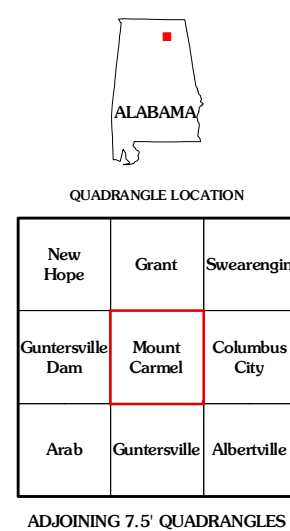 ALABAMA
QUADRANGLE LOCATION
New
Hope
Grant
Swearengin
Guntersville
Dam
Mount
Carmel
Columbus
City
Arab
Guntersville
Albertville
ADJOINING 7.5' QUADRANGLES